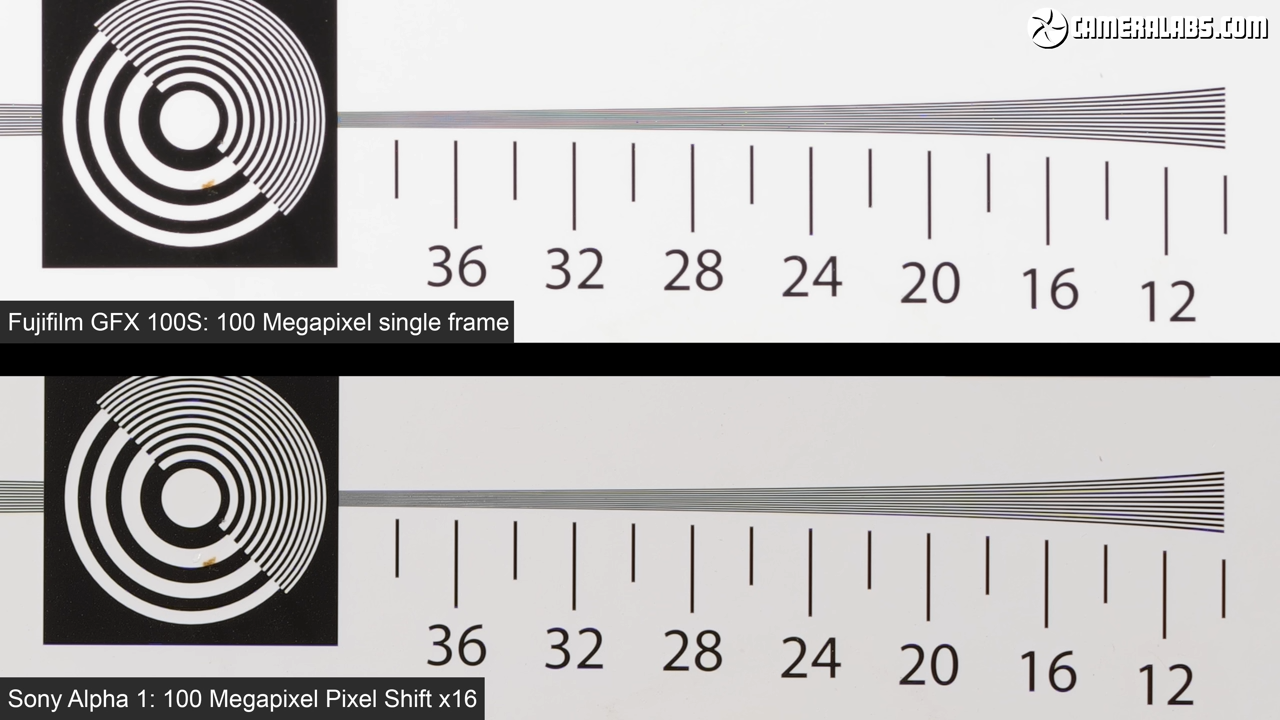 CAMERALABS.COM
36 32 28 24 20 16 12
Fujifilm GFX 100S: 100 Megapixel single frame
36 32 28 24 20 16 12
Sony Alpha 1: 100 Megapixel Pixel Shift x16